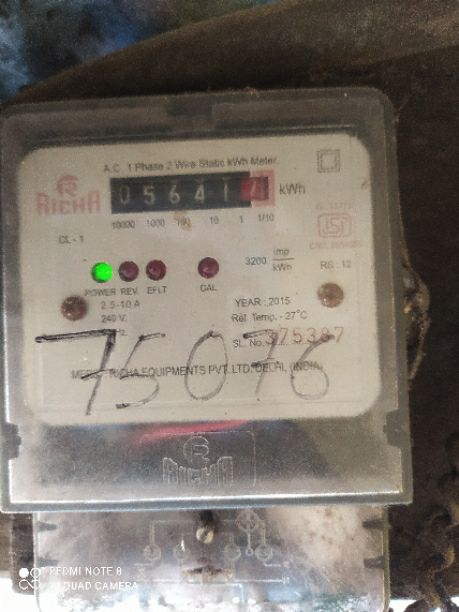 A.C. 1 Phase 2 Wire Static kWh Meter.
R
RICHA
05641 7 kWh
10000 1000 100 10 1 1/10
CL - 1
3200 imp/kWh
RS : 12
POWER REV. EFLT CAL
2.5-10 A
240 V.
YEAR : 2015
Ref. Temp. - 27°C
SL. No. 375387
75076
RICHA EQUIPMENTS PVT. LTD. DELHI, (INDIA)
R
RICHA
REDMI NOTE 8
AI QUAD CAMERA